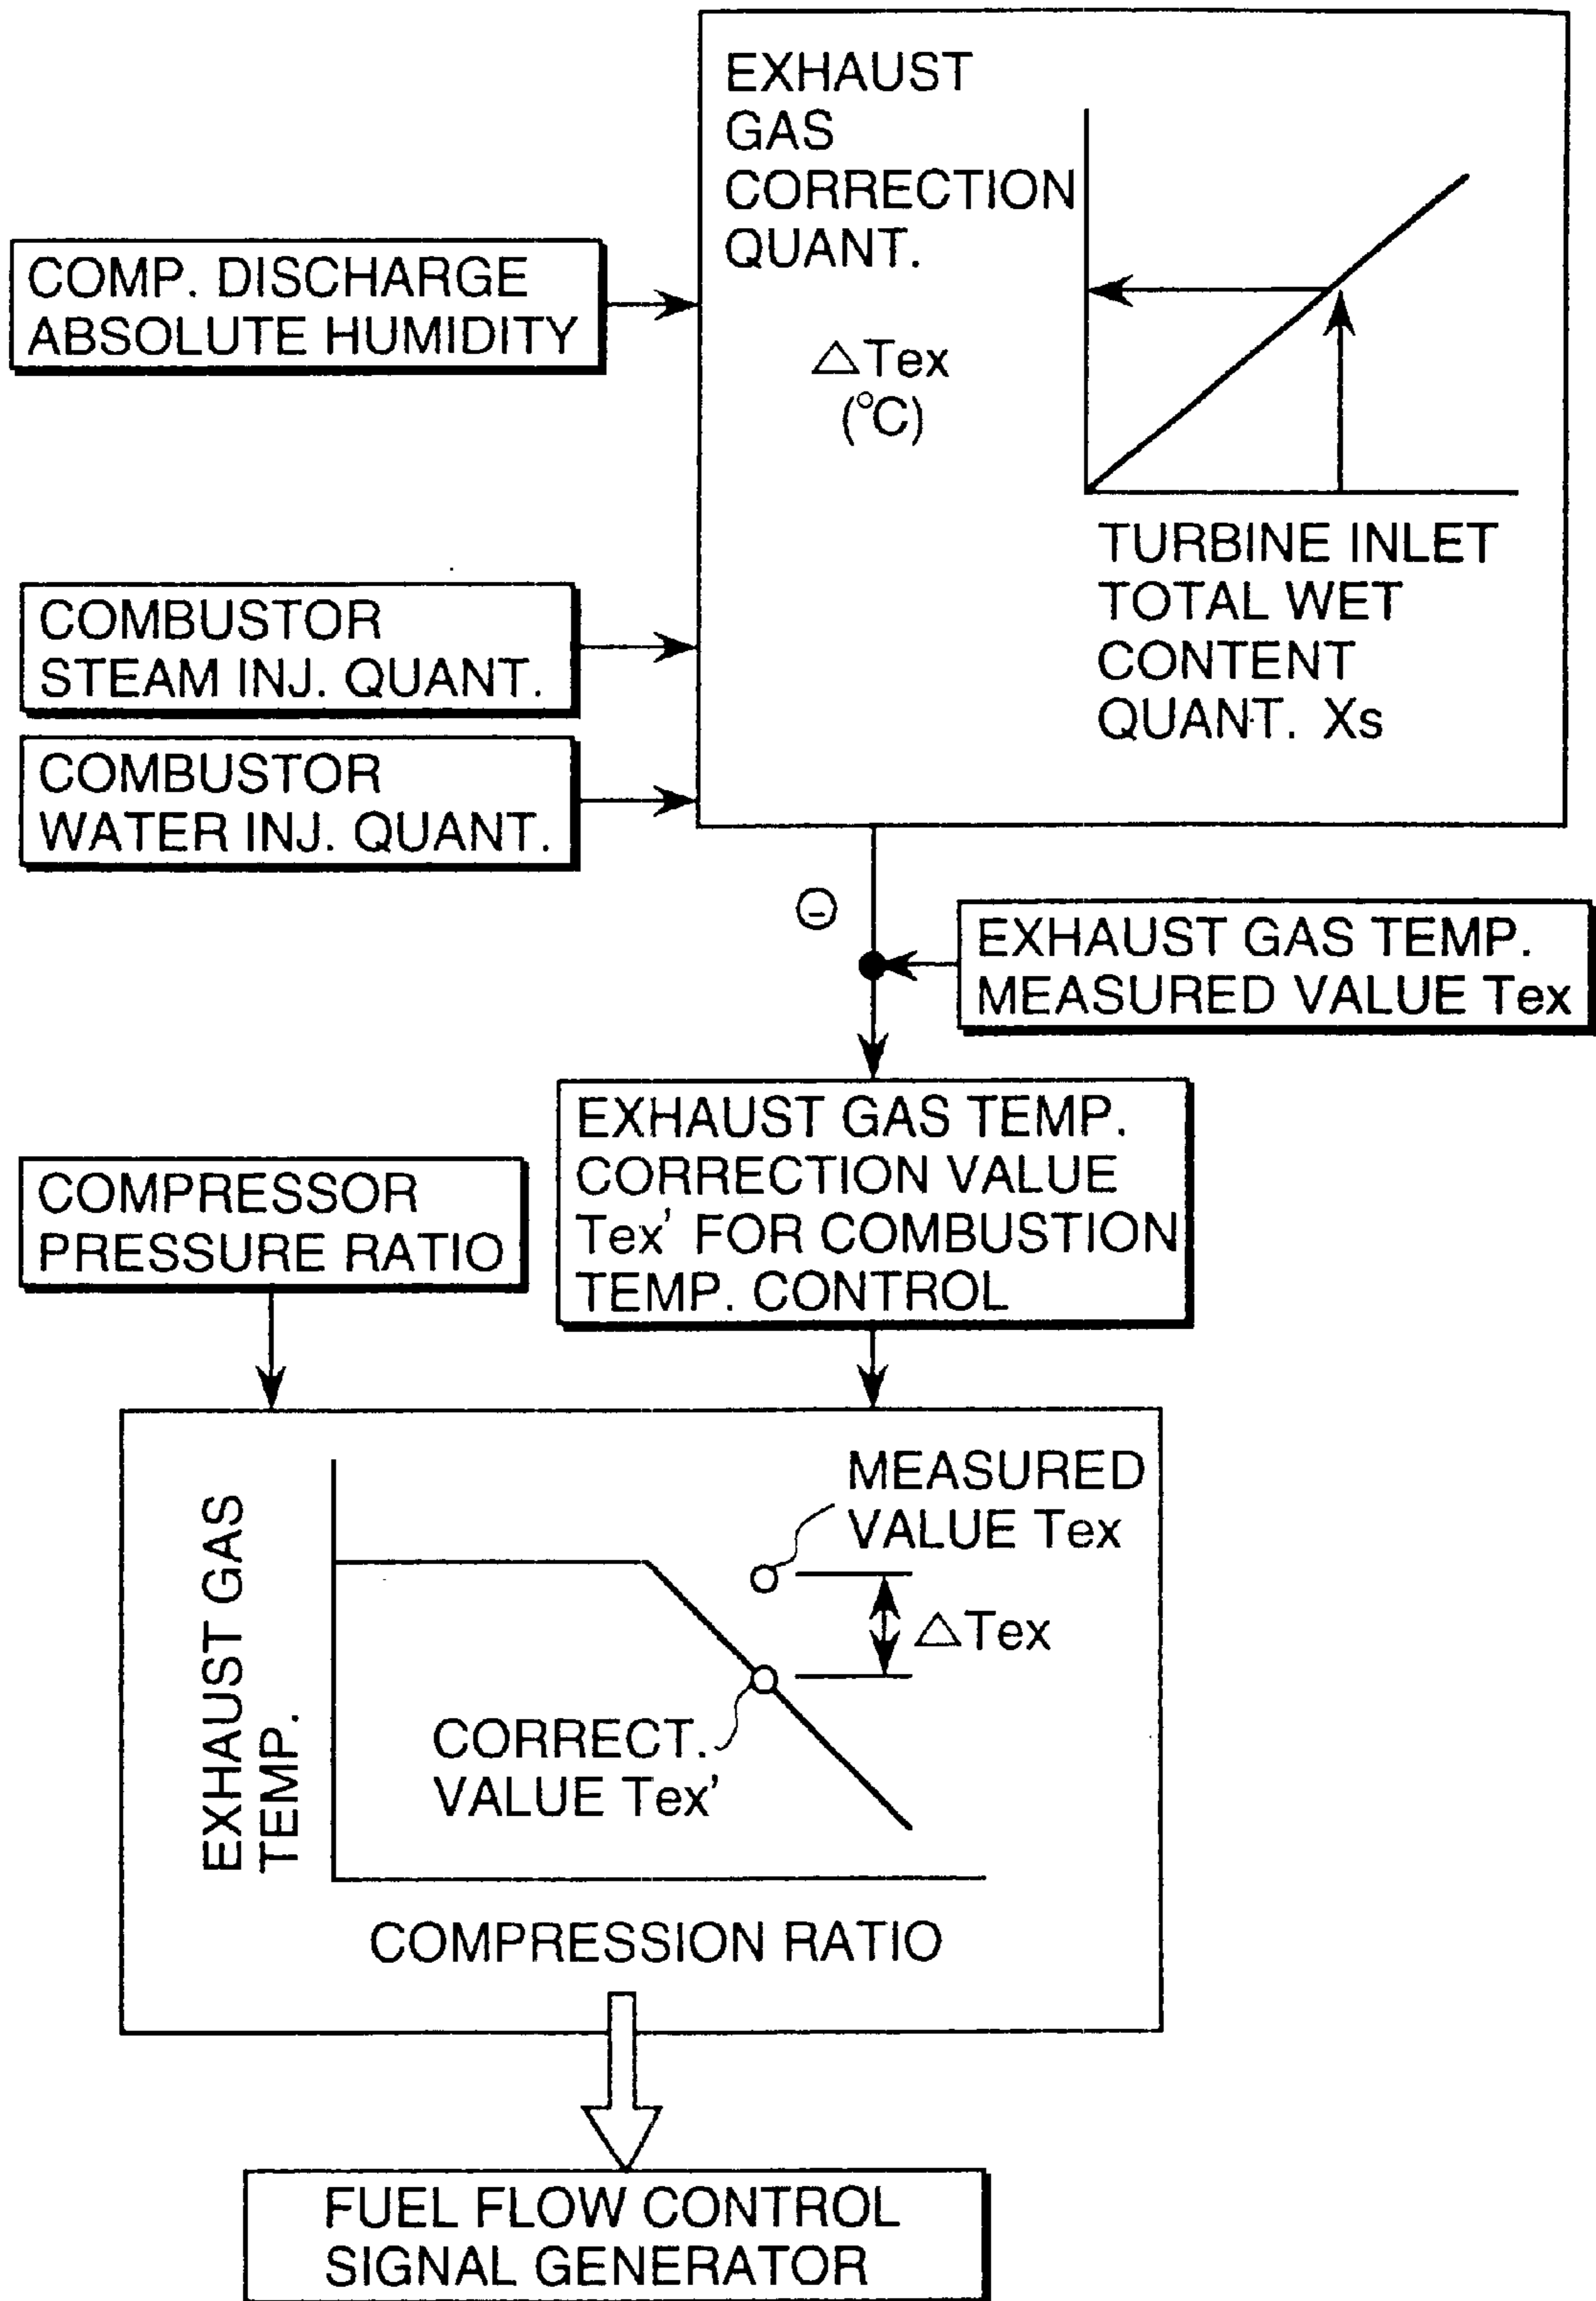 EXHAUST
GAS
CORRECTION
QUANT.
△Tex
(°C)
TURBINE INLET
TOTAL WET
CONTENT
QUANT. Xs
COMP. DISCHARGE
ABSOLUTE HUMIDITY
COMBUSTOR
STEAM INJ. QUANT.
COMBUSTOR
WATER INJ. QUANT.
-
EXHAUST GAS TEMP.
MEASURED VALUE Tex
EXHAUST GAS TEMP.
CORRECTION VALUE
Tex' FOR COMBUSTION
TEMP. CONTROL
COMPRESSOR
PRESSURE RATIO
MEASURED
VALUE Tex
△Tex
CORRECT.
VALUE Tex'
EXHAUST GAS
TEMP.
COMPRESSION RATIO
FUEL FLOW CONTROL
SIGNAL GENERATOR